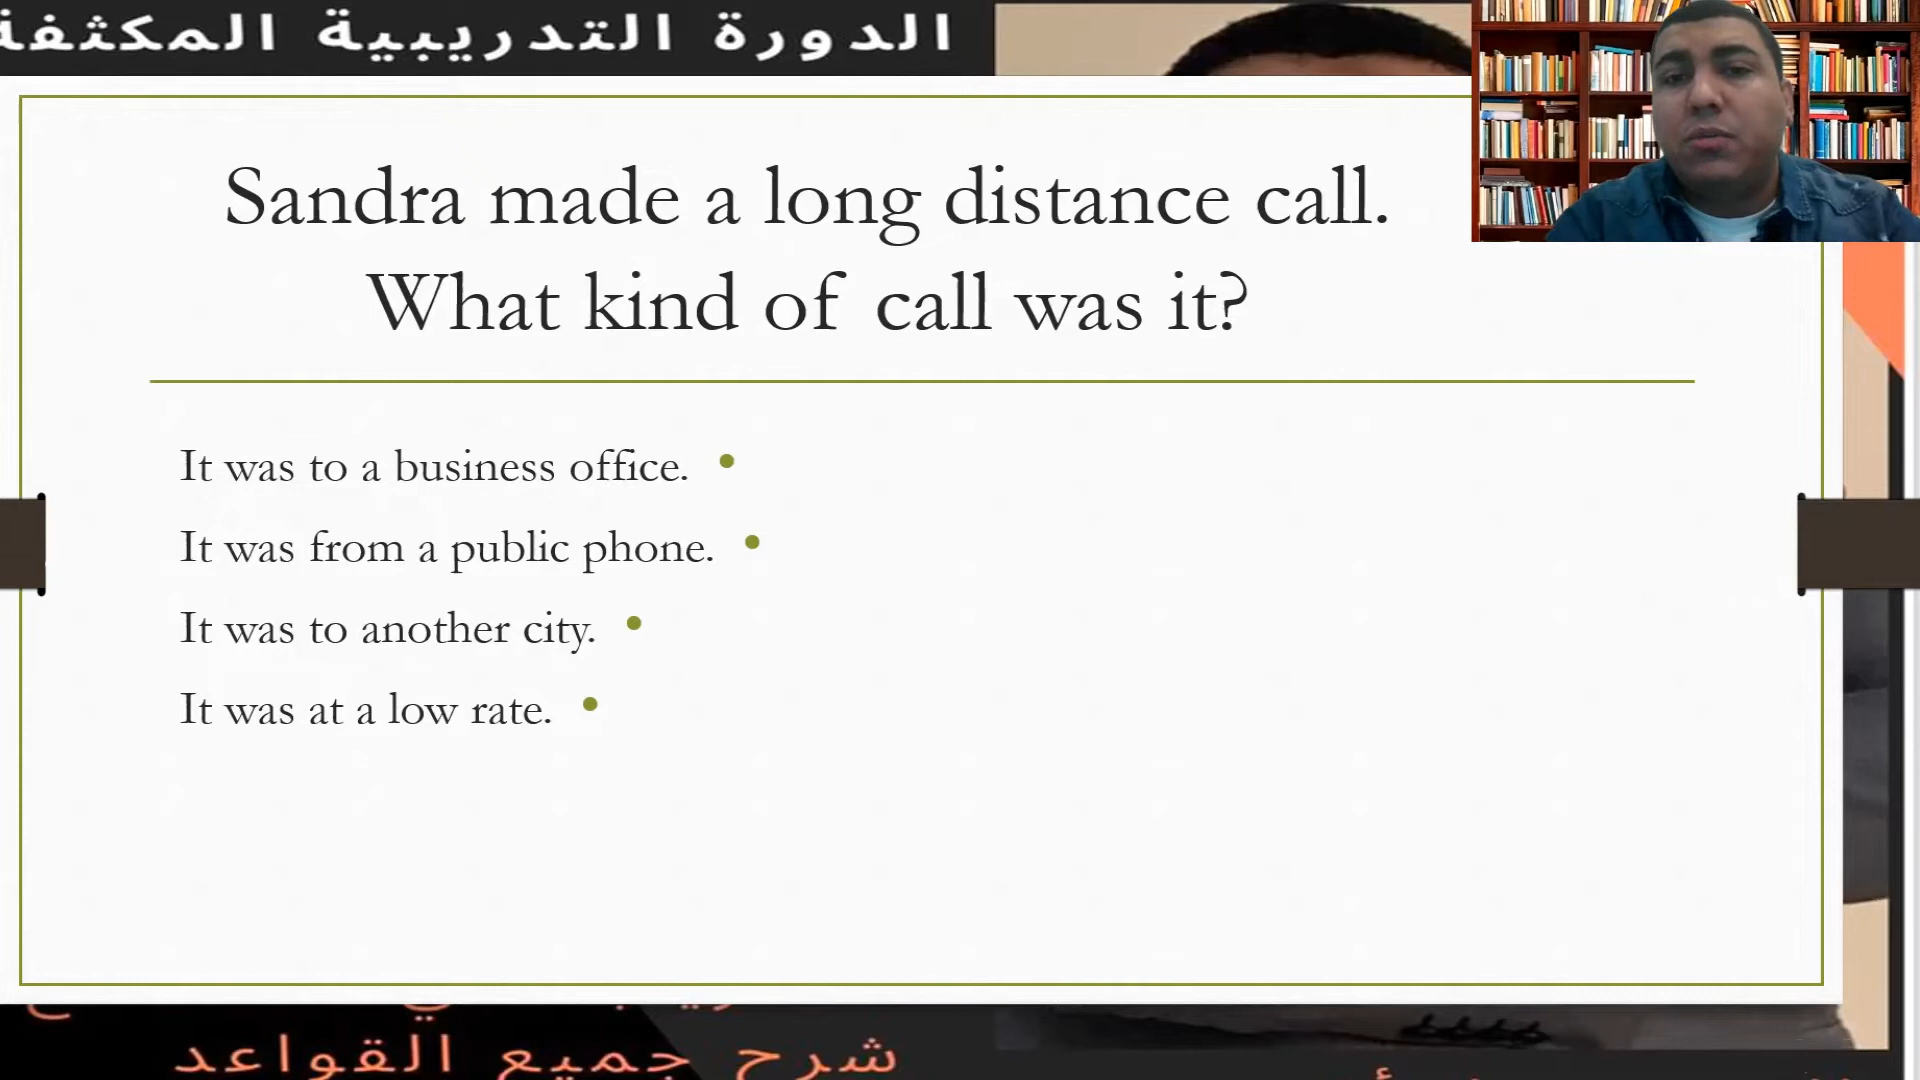 الدورة التدريبية المكثفة
Sandra made a long distance call.
What kind of call was it?
It was to a business office. •
It was from a public phone. •
It was to another city. •
It was at a low rate. •
شرح جميع القواعد